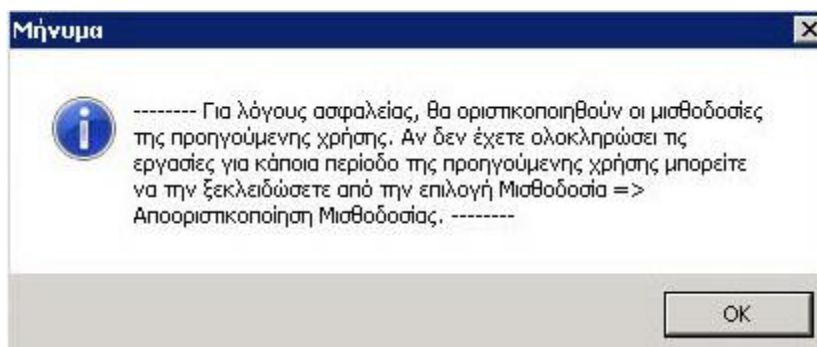 Μήνυμα
-------- Για λόγους ασφαλείας, θα οριστικοποιηθούν οι μισθοδοσίες
της προηγούμενης χρήσης. Αν δεν έχετε ολοκληρώσει τις
εργασίες για κάποια περίοδο της προηγούμενης χρήσης μπορείτε
να την ξεκλειδώσετε από την επιλογή Μισθοδοσία =>
Αποοριστικοποίηση Μισθοδοσίας. --------
OK